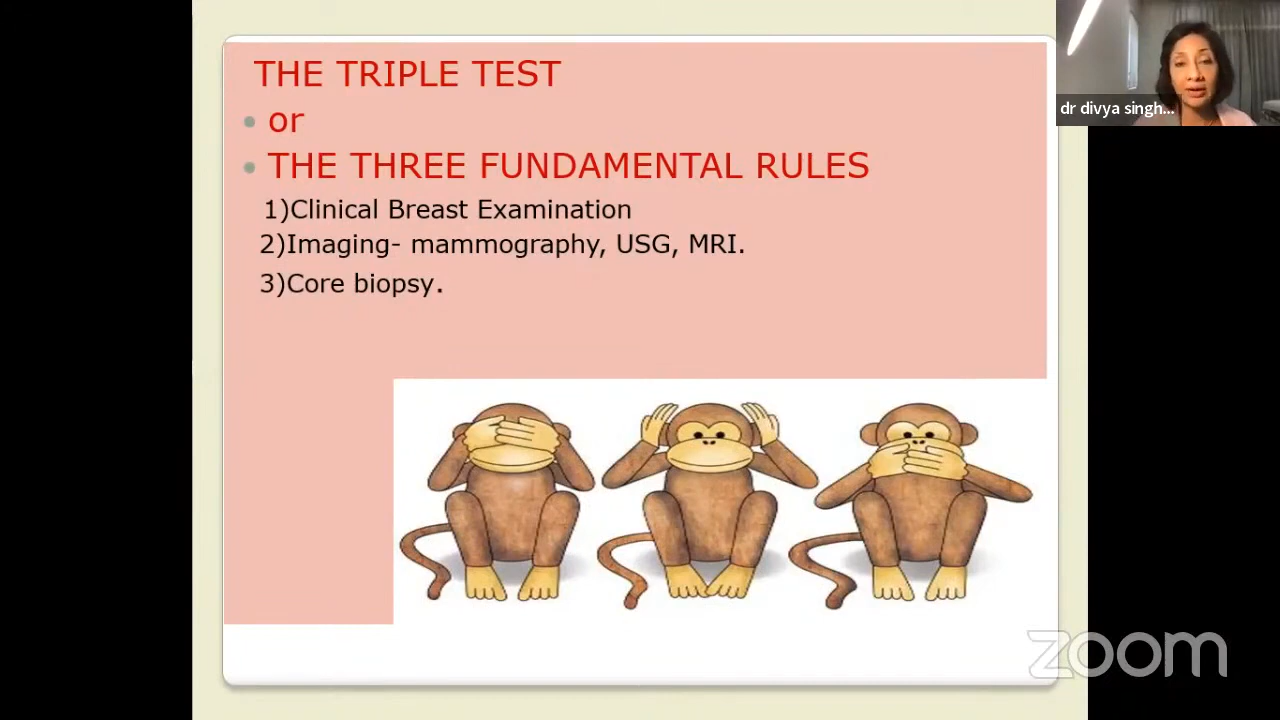 THE TRIPLE TEST
• or
• THE THREE FUNDAMENTAL RULES
1)Clinical Breast Examination
2)Imaging- mammography, USG, MRI.
3)Core biopsy.
dr divya singh...
zoom